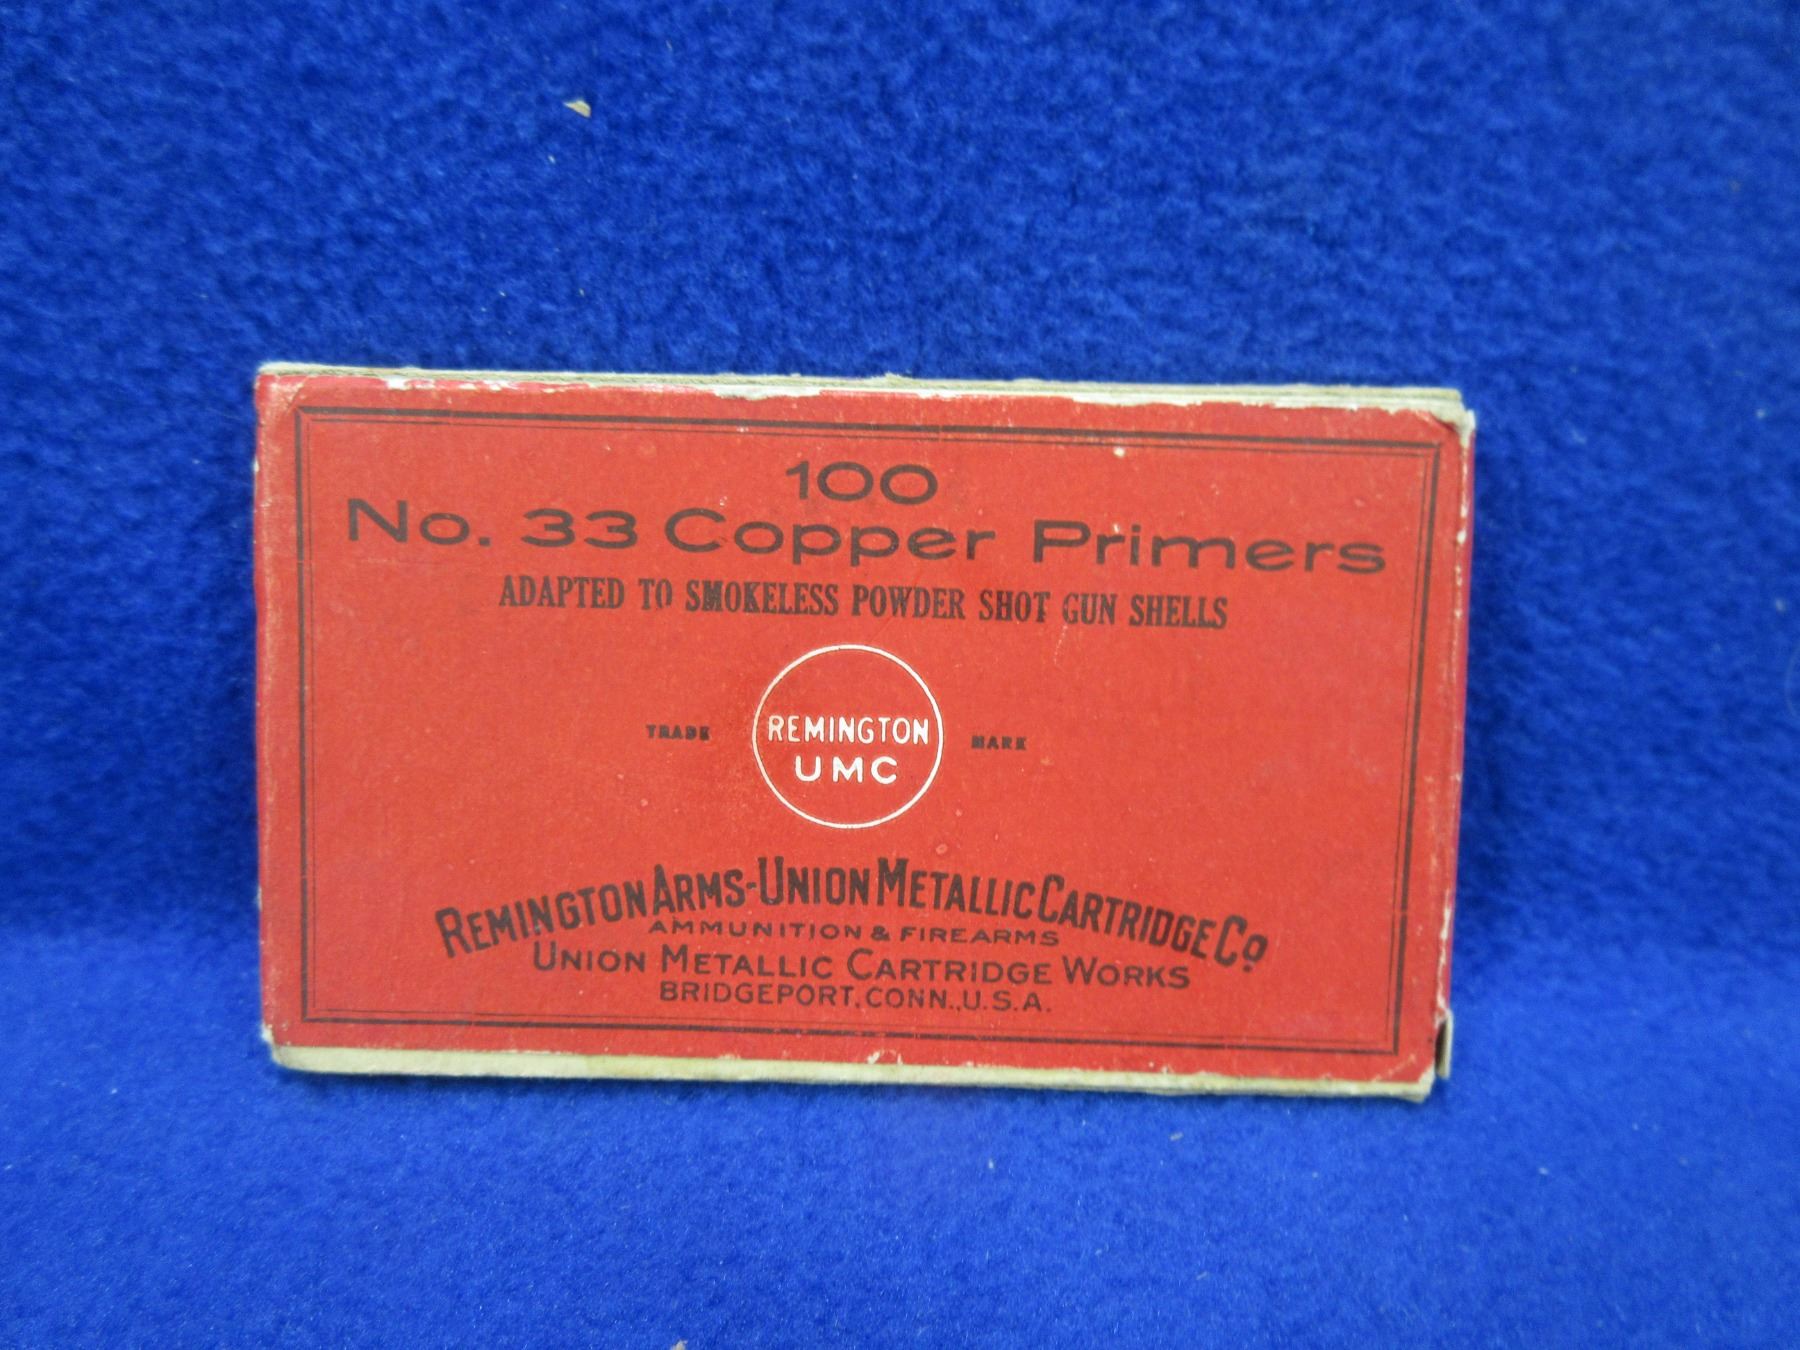 100
No. 33 Copper Primers
ADAPTED TO SMOKELESS POWDER SHOT GUN SHELLS
TRADE REMINGTON MARK
UMC
REMINGTON ARMS-UNION METALLIC CARTRIDGE CO
AMMUNITION & FIREARMS
UNION METALLIC CARTRIDGE WORKS
BRIDGEPORT, CONN., U.S.A.